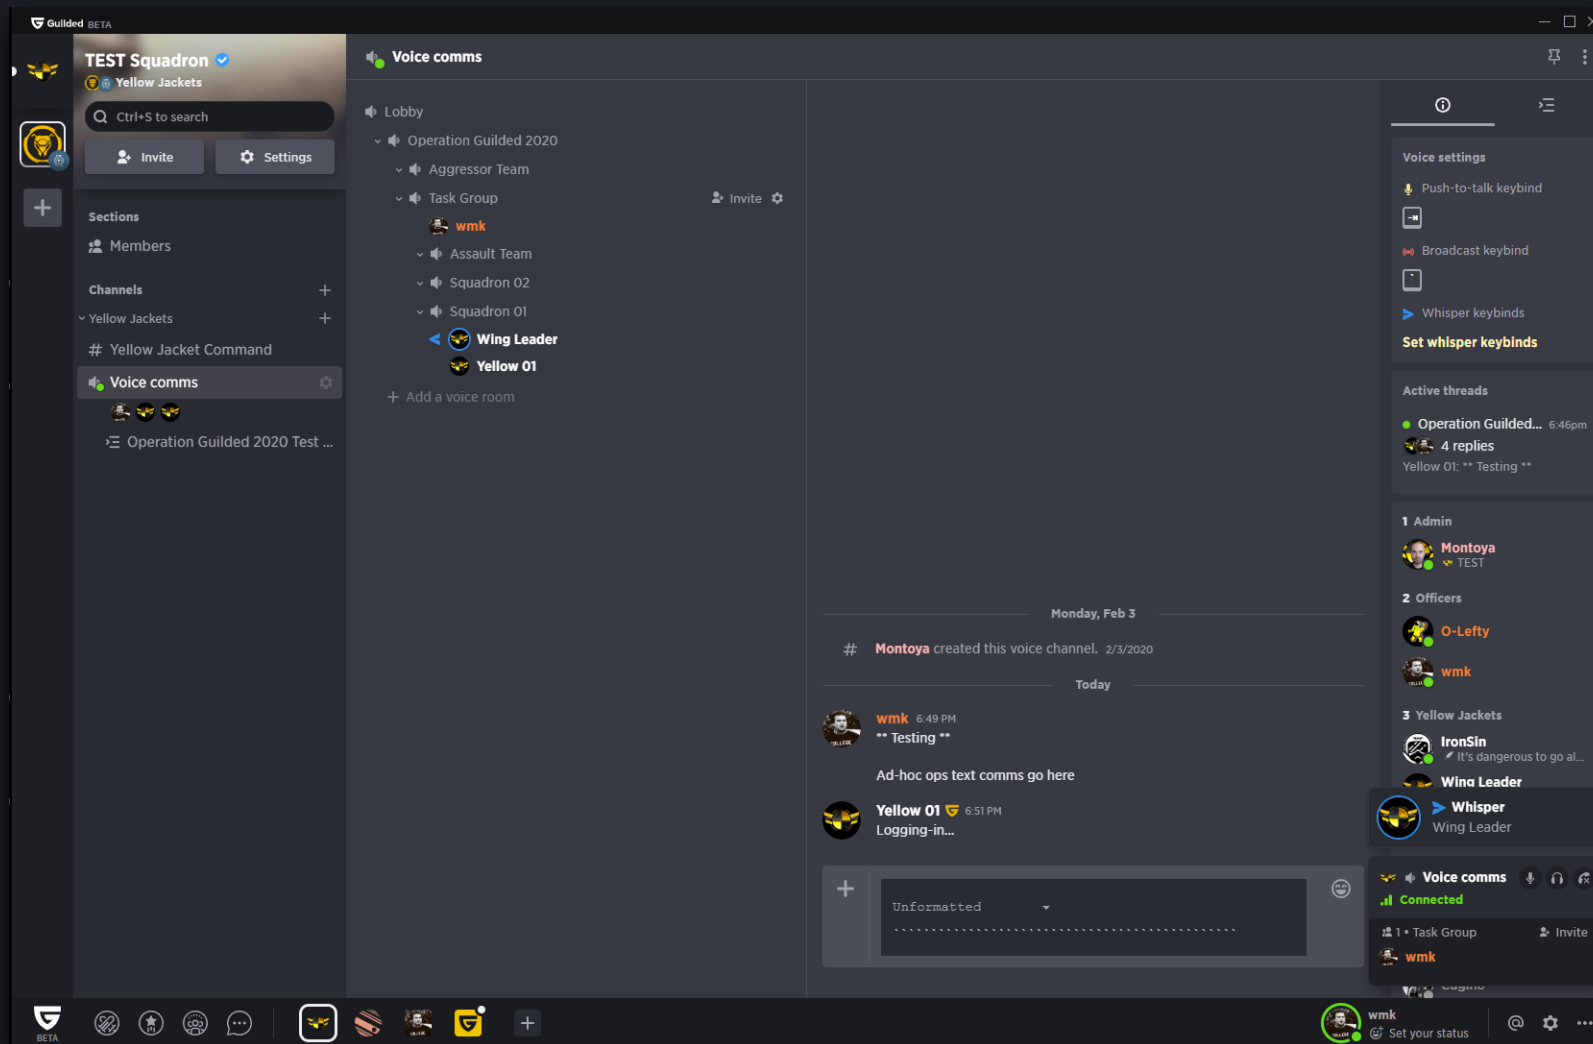 Guilded BETA
TEST Squadron
Yellow Jackets
Ctrl+S to search
Invite
Settings
Sections
Members
Channels
Yellow Jackets
# Yellow Jacket Command
Voice comms
Operation Guilded 2020 Test ...
Voice comms
Lobby
Operation Guilded 2020
Aggressor Team
Task Group
Invite
wmk
Assault Team
Squadron 02
Squadron 01
Wing Leader
Yellow 01
+ Add a voice room
Monday, Feb 3
# Montoya created this voice channel. 2/3/2020
Today
wmk 6:49 PM
** Testing **
Ad-hoc ops text comms go here
Yellow 01 6:51 PM
Logging-in...
Unformatted
``````````````````````````````````````````````
Voice settings
Push-to-talk keybind
Broadcast keybind
Whisper keybinds
Set whisper keybinds
Active threads
Operation Guilded... 6:46pm
4 replies
Yellow 01: ** Testing **
1 Admin
Montoya
TEST
2 Officers
O-Lefty
wmk
3 Yellow Jackets
IronSin
It's dangerous to go al...
Wing Leader
Whisper
Wing Leader
Voice comms
Connected
1 • Task Group
Invite
wmk
BETA
wmk
Set your status